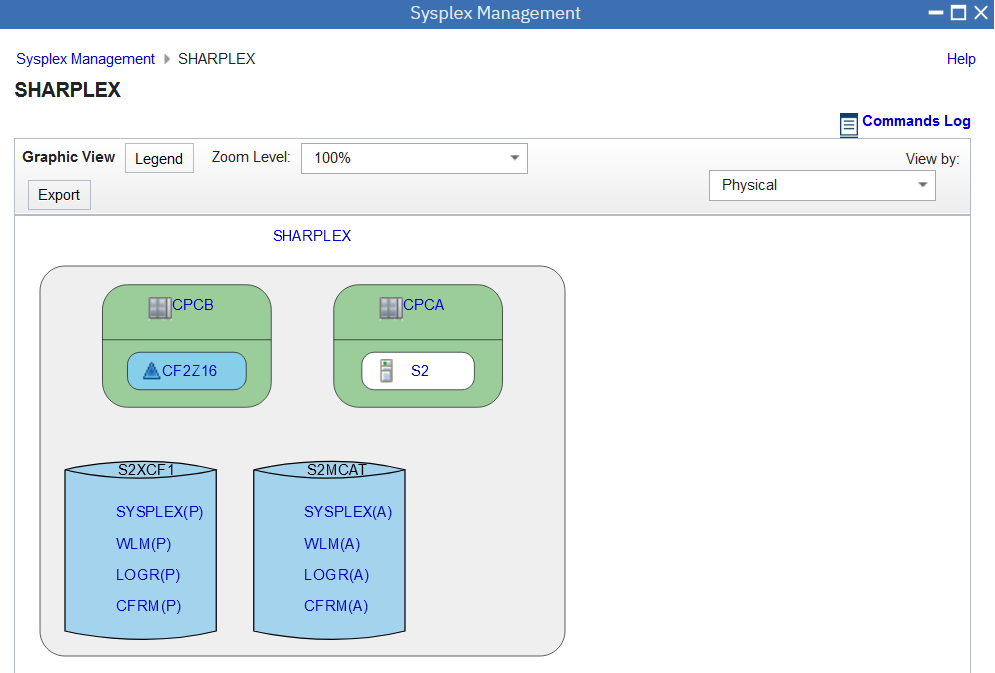 Sysplex Management
Sysplex Management SHARPLEX Help
SHARPLEX
Commands Log
Graphic View Legend Zoom Level: 100% View by:
Export Physical
SHARPLEX
CPCB CPCA
CF2Z16 S2
S2XCF1 S2MCAT
SYSPLEX(P) SYSPLEX(A)
WLM(P) WLM(A)
LOGR(P) LOGR(A)
CFRM(P) CFRM(A)